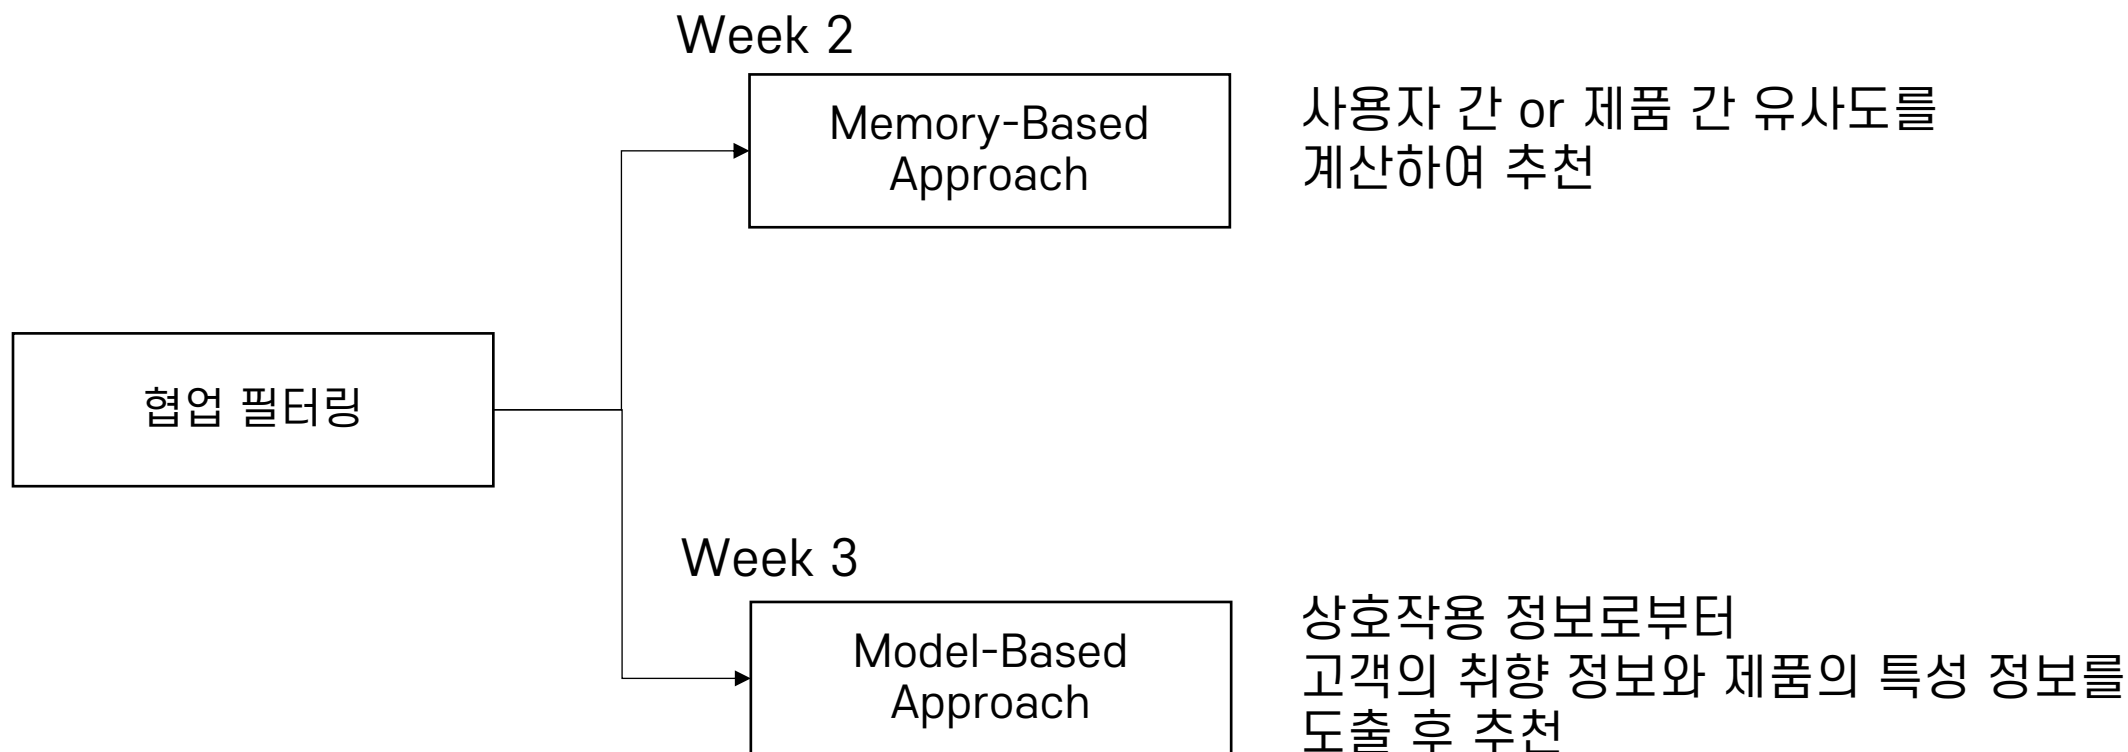 Week 2
Memory-Based
Approach
사용자 간 or 제품 간 유사도를
계산하여 추천
협업 필터링
Week 3
Model-Based
Approach
상호작용 정보로부터
고객의 취향 정보와 제품의 특성 정보를
도출 후 추천